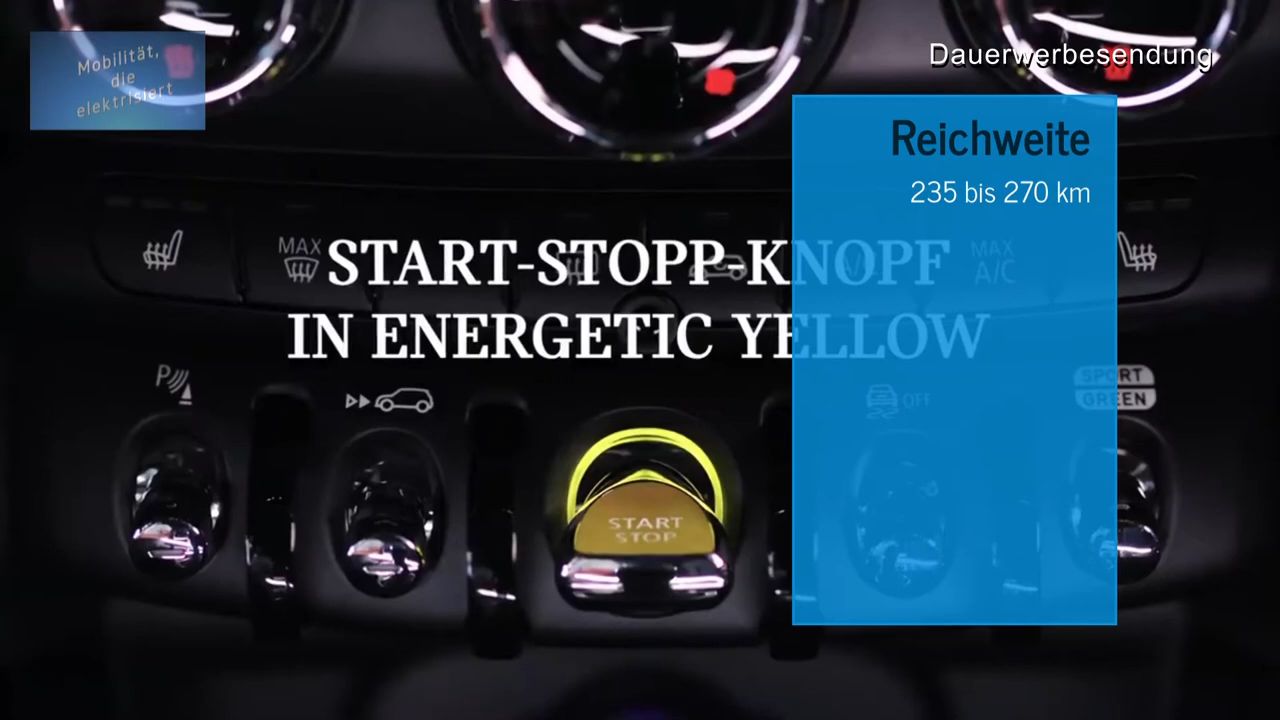 Mobilität,
die
elektrisiert
Dauerwerbesendung
Reichweite
235 bis 270 km
START-STOPP-KNOPF
IN ENERGETIC YELLOW
MAX
MAX
A/C
P
OFF
SPORT
GREEN
START
STOP